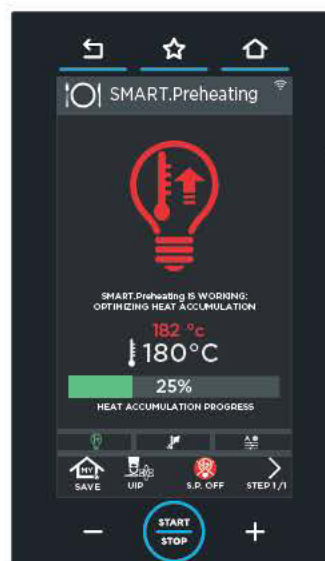 SMART.Preheating
SMART.Preheating IS WORKING:
OPTIMIZING HEAT ACCUMULATION
182 °c
180°C
25%
HEAT ACCUMULATION PROGRESS
MY
SAVE UIP S.P. OFF STEP 1/1
START
STOP